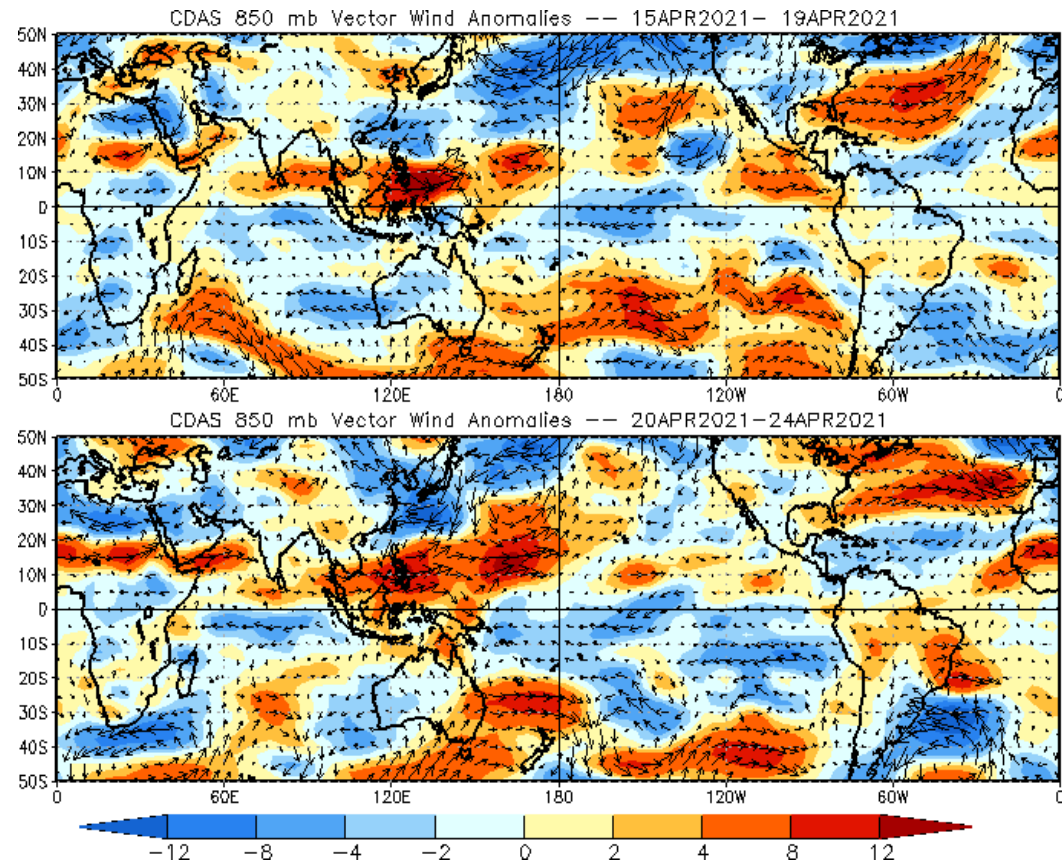 CDAS 850 mb Vector Wind Anomalies -- 15APR2021- 19APR2021
50N
40N
30N
20N
10N
0
10S
20S
30S
40S
50S
0 60E 120E 180 120W 60W 0
CDAS 850 mb Vector Wind Anomalies -- 20APR2021-24APR2021
50N
40N
30N
20N
10N
0
10S
20S
30S
40S
50S
0 60E 120E 180 120W 60W 0
-12 -8 -4 -2 0 2 4 8 12